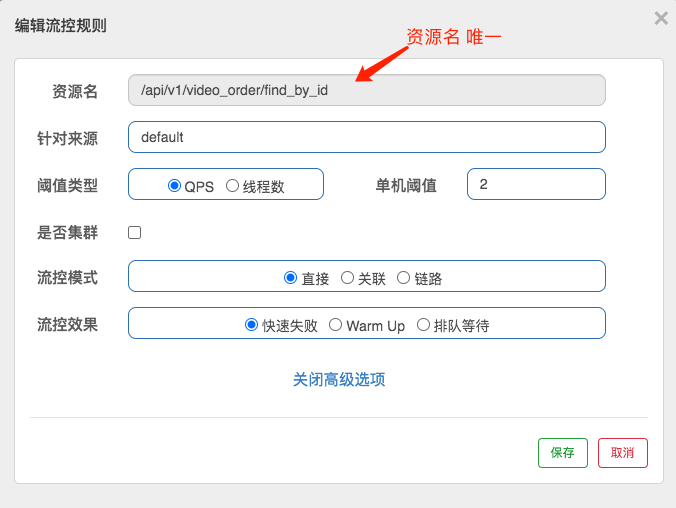 编辑流控规则
×
资源名 唯一
资源名 /api/v1/video_order/find_by_id
针对来源 default
阈值类型 QPS 线程数 单机阈值 2
是否集群
流控模式 直接 关联 链路
流控效果 快速失败 Warm Up 排队等待
关闭高级选项
保存 取消